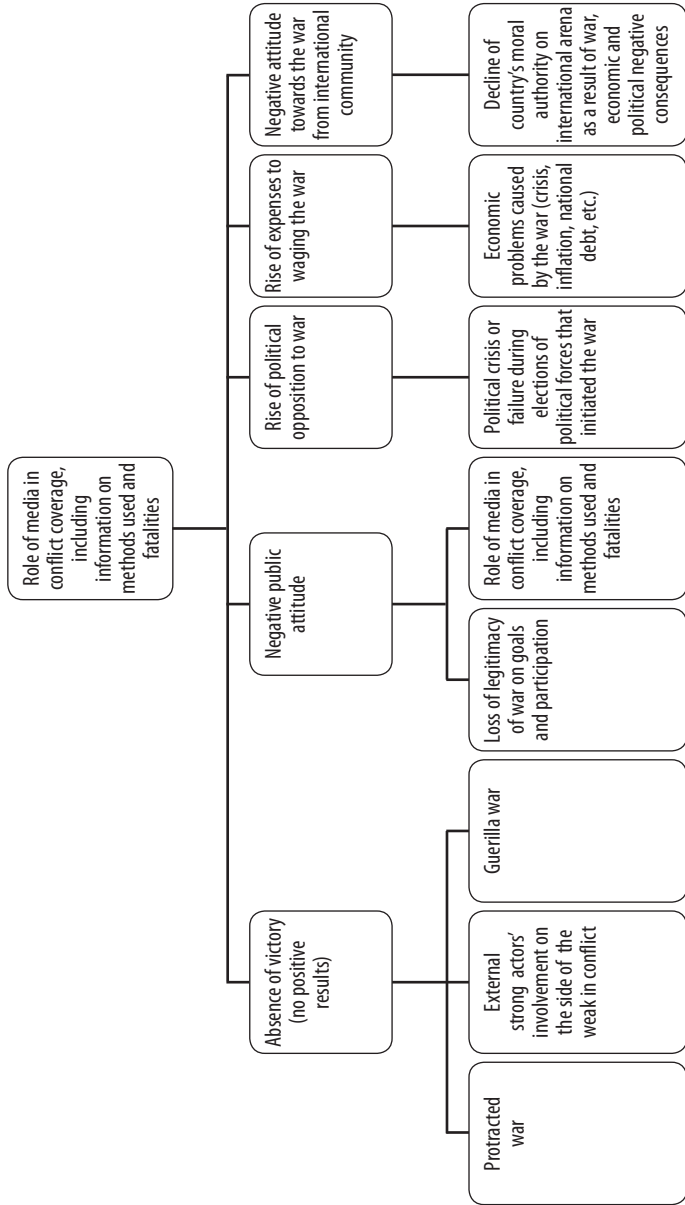 Role of media in
conflict coverage,
including
information on
methods used and
fatalities
Absence of victory
(no positive
results)
Negative public
attitude
Rise of political
opposition to war
Rise of expenses to
waging the war
Negative attitude
towards the war
from international
community
Protracted
war
External
strong actors’
involvement on
the side of the
weak in conflict
Guerilla war
Loss of legitimacy
of war on goals
and participation
Role of media in
conflict coverage,
including
information on
methods used and
fatalities
Political crisis or
failure during
elections of
political forces that
initiated the war
Economic
problems caused
by the war (crisis,
inflation, national
debt, etc.)
Decline of
country’s moral
authority on
international arena
as a result of war,
economic and
political negative
consequences